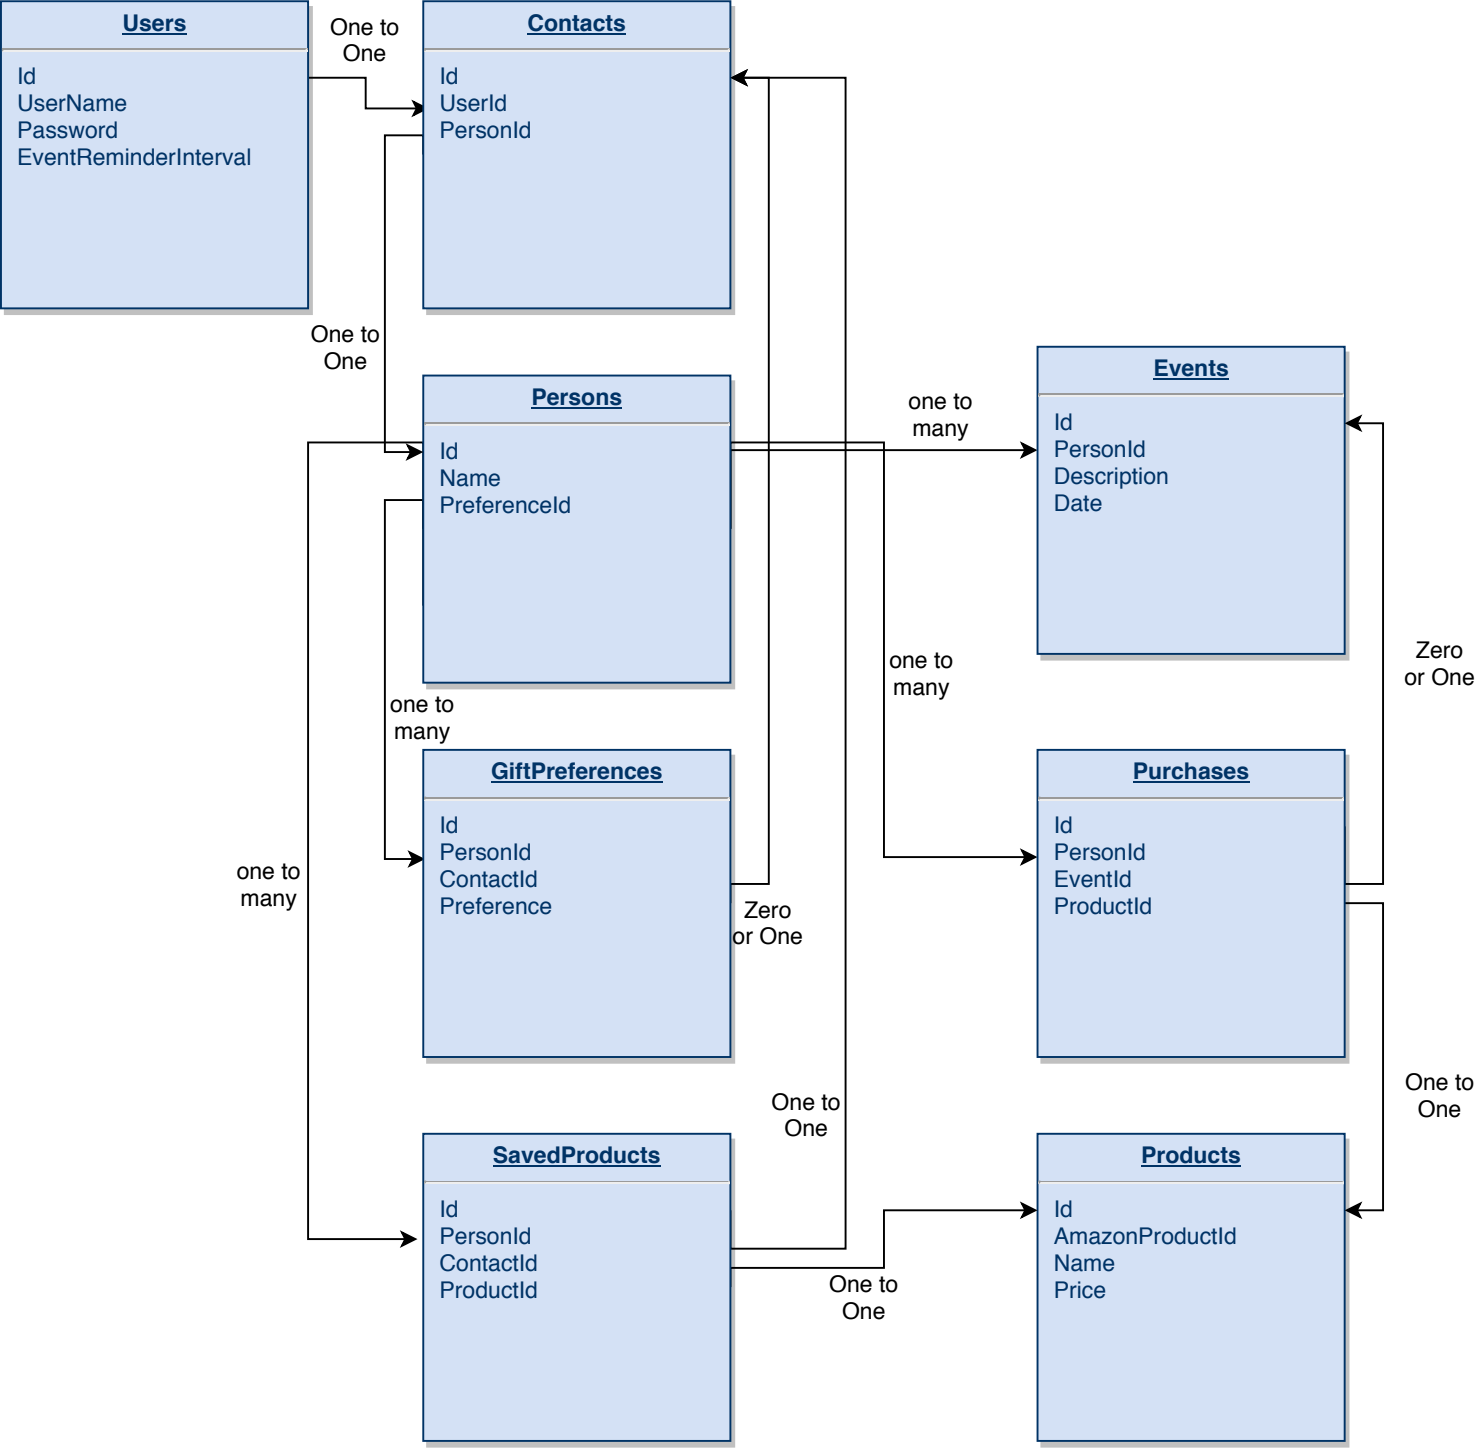 Users
Id
UserName
Password
EventReminderInterval
One to
One
Contacts
Id
UserId
PersonId
One to
One
Persons
Id
Name
PreferenceId
one to
many
Events
Id
PersonId
Description
Date
one to
many
one to
many
Zero
or One
GiftPreferences
Id
PersonId
ContactId
Preference
Zero
or One
Purchases
Id
PersonId
EventId
ProductId
one to
many
One to
One
One to
One
SavedProducts
Id
PersonId
ContactId
ProductId
One to
One
Products
Id
AmazonProductId
Name
Price